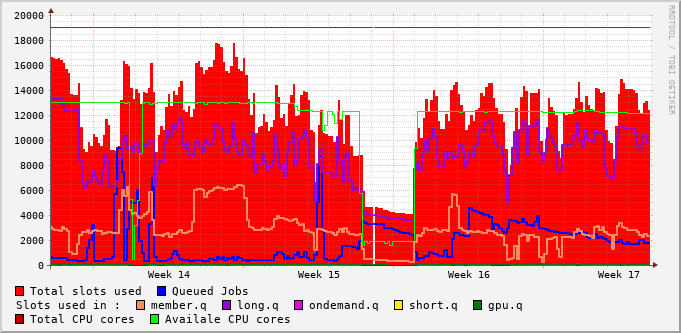 20000
18000
16000
14000
12000
10000
8000
6000
4000
2000
0
Week 14 Week 15 Week 16 Week 17
RRDTOOL / TOBI OETIKER
Total slots used Queued Jobs
Slots used in : member.q long.q ondemand.q short.q gpu.q
Total CPU cores Availale CPU cores